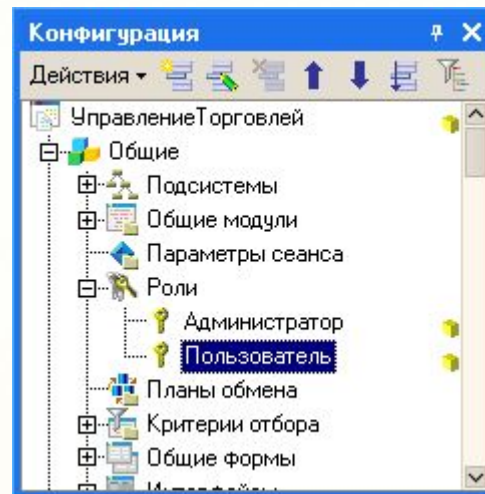 Конфигурация
Действия
УправлениеТорговлей
Общие
Подсистемы
Общие модули
Параметры сеанса
Роли
Администратор
Пользователь
Планы обмена
Критерии отбора
Общие формы